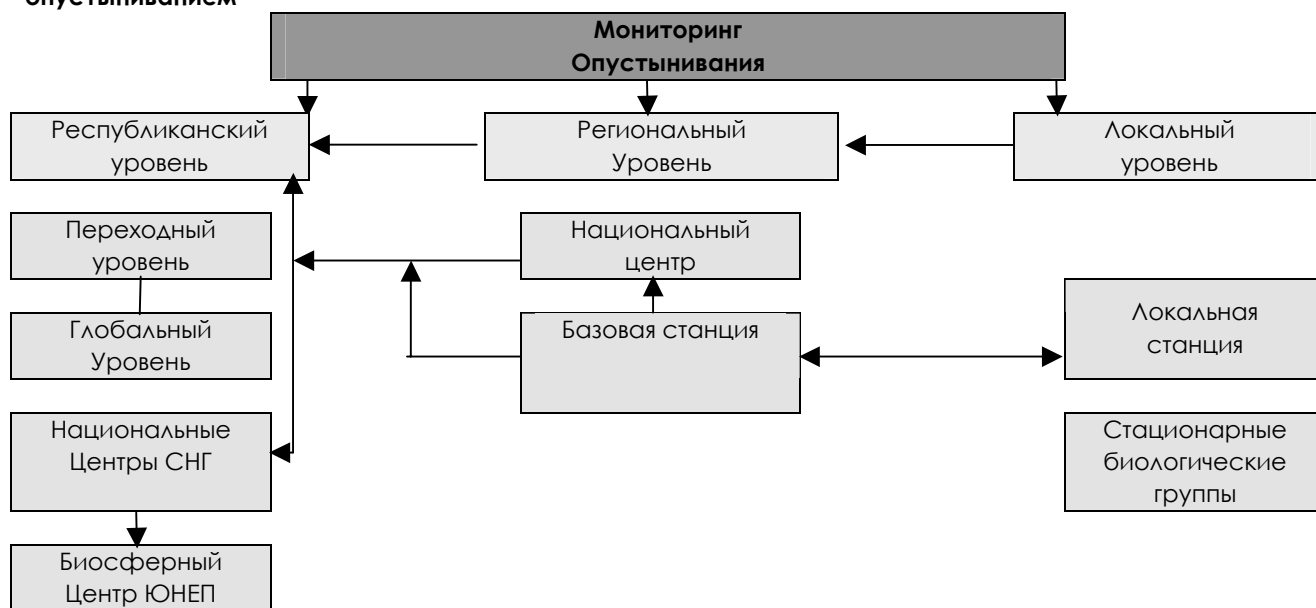 опустыниванием
Мониторинг
Опустынивания
Республиканский
уровень
Региональный
Уровень
Локальный
уровень
Переходный
уровень
Национальный
центр
Глобальный
Уровень
Базовая станция
Локальная
станция
Национальные
Центры СНГ
Стационарные
биологические
группы
Биосферный
Центр ЮНЕП